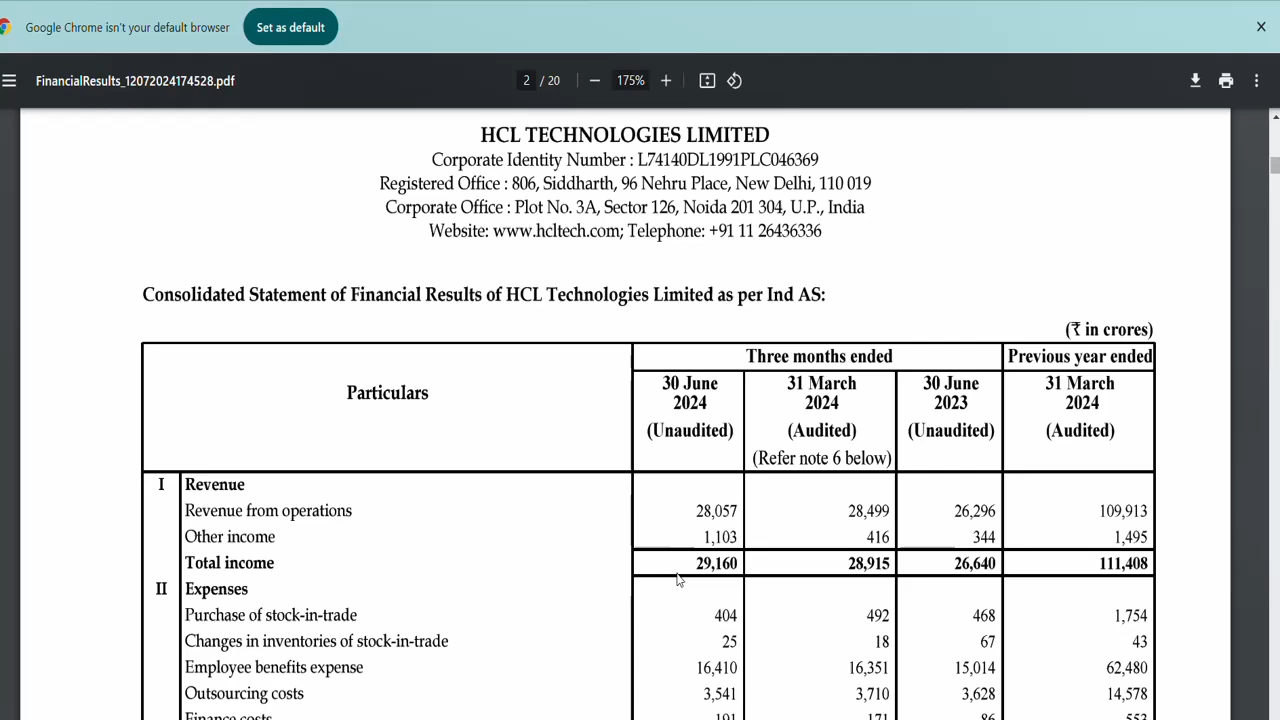 Google Chrome isn't your default browser Set as default
FinancialResults_12072024174528.pdf 2 / 20 175%
HCL TECHNOLOGIES LIMITED
Corporate Identity Number : L74140DL1991PLC046369
Registered Office : 806, Siddharth, 96 Nehru Place, New Delhi, 110 019
Corporate Office : Plot No. 3A, Sector 126, Noida 201 304, U.P., India
Website: www.hcltech.com; Telephone: +91 11 26436336
Consolidated Statement of Financial Results of HCL Technologies Limited as per Ind AS:
(₹ in crores)
Particulars
Three months ended Previous year ended
30 June 31 March 30 June 31 March
2024 2024 2023 2024
(Unaudited) (Audited) (Unaudited) (Audited)
(Refer note 6 below)
I Revenue
Revenue from operations 28,057 28,499 26,296 109,913
Other income 1,103 416 344 1,495
Total income 29,160 28,915 26,640 111,408
II Expenses
Purchase of stock-in-trade 404 492 468 1,754
Changes in inventories of stock-in-trade 25 18 67 43
Employee benefits expense 16,410 16,351 15,014 62,480
Outsourcing costs 3,541 3,710 3,628 14,578
Finance costs 191 171 86 553